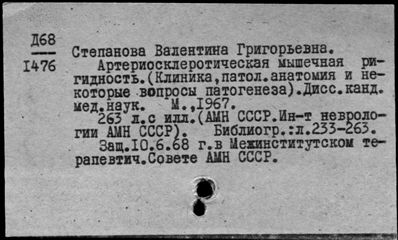 Д68
1476
Степанова Валентина Григорьевна.
Артериосклеротическая мышечная ри-
гидность.(Клиника,патол.анатомия и не-
которые вопросы патогенеза).Дисс.канд.
мед.наук. М.,1967.
263 л.с илл.(АМН СССР.Ин-т невроло-
гии АМН СССР). Библиогр.:л.233-263.
Защ.10.6.68 г.в Межинститутском те-
рапевтич.Совете АМН СССР.